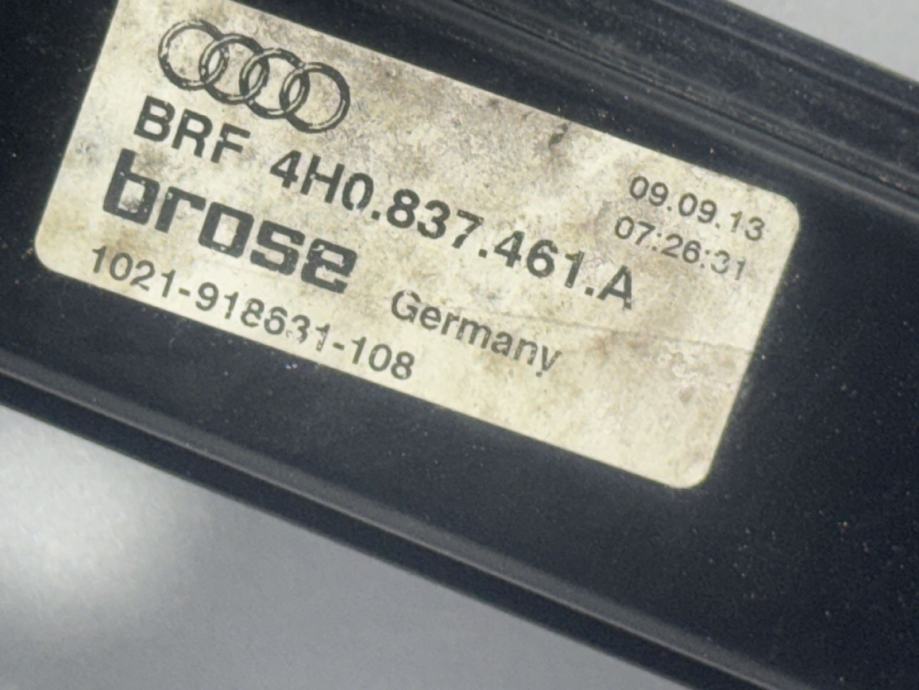 BRF 4H0.837.461.A
09.09.13
07:26:31
brose
Germany
1021-918631-108